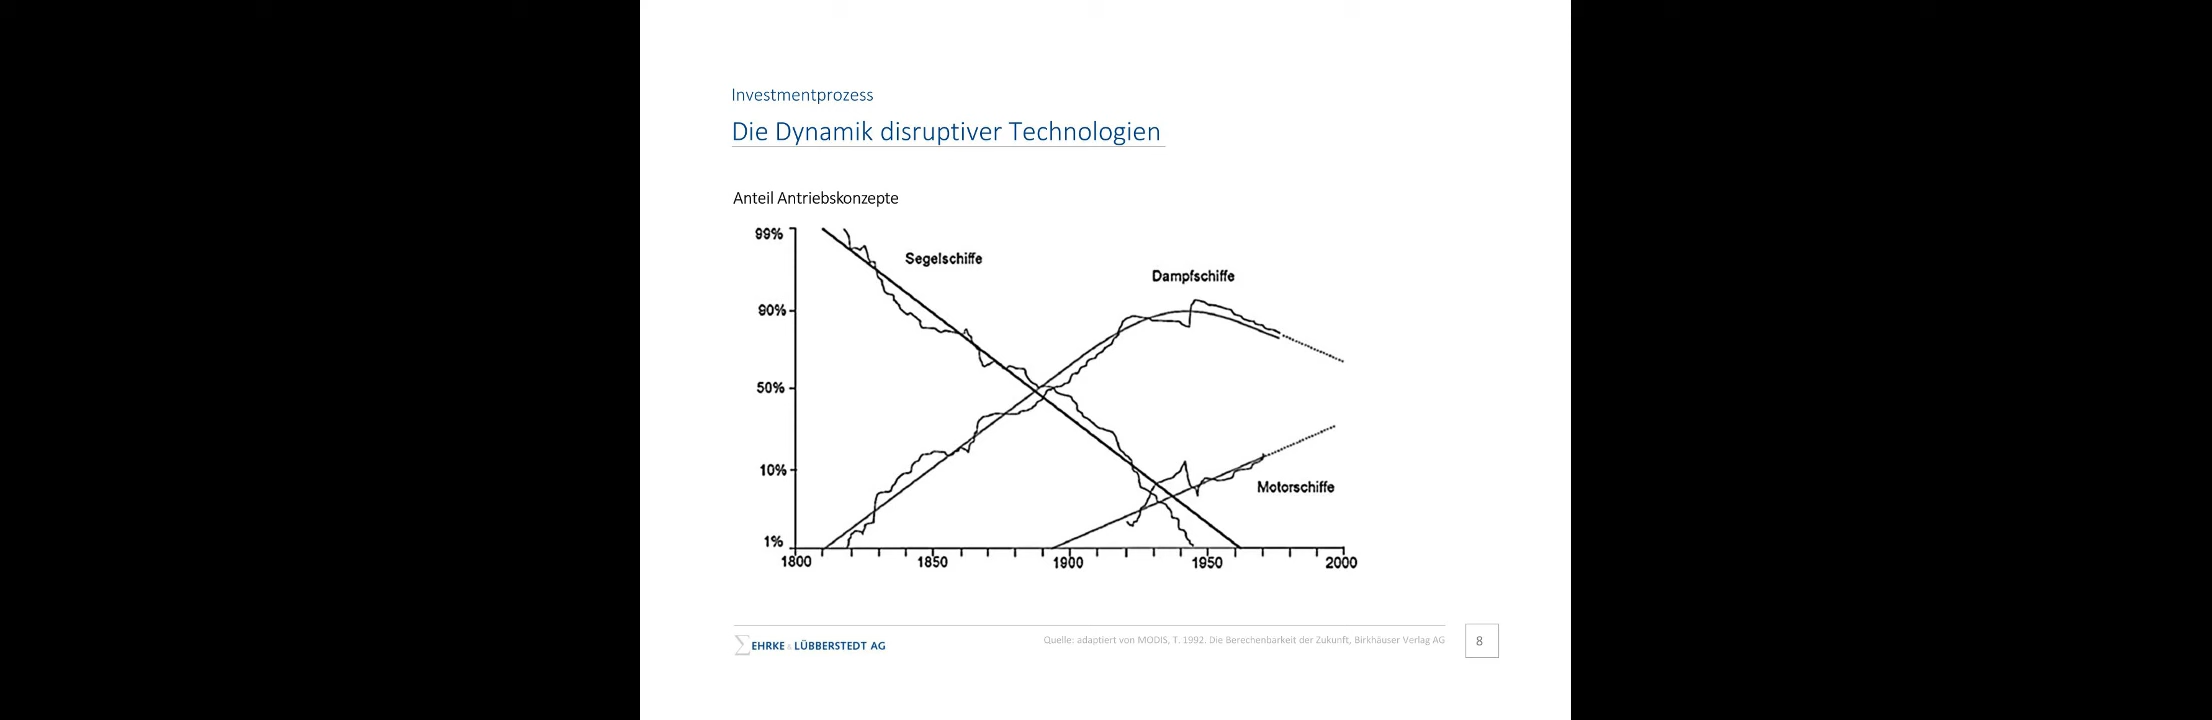 Investmentprozess
Die Dynamik disruptiver Technologien
Anteil Antriebskonzepte
99%
Segelschiffe
Dampfschiffe
90%
50%
10%
Motorschiffe
1%
1800 1850 1900 1950 2000
Quelle: adaptiert von MODIS, T. 1992. Die Berechenbarkeit der Zukunft, Birkhäuser Verlag AG
8
EHRKE & LÜBBERSTEDT AG